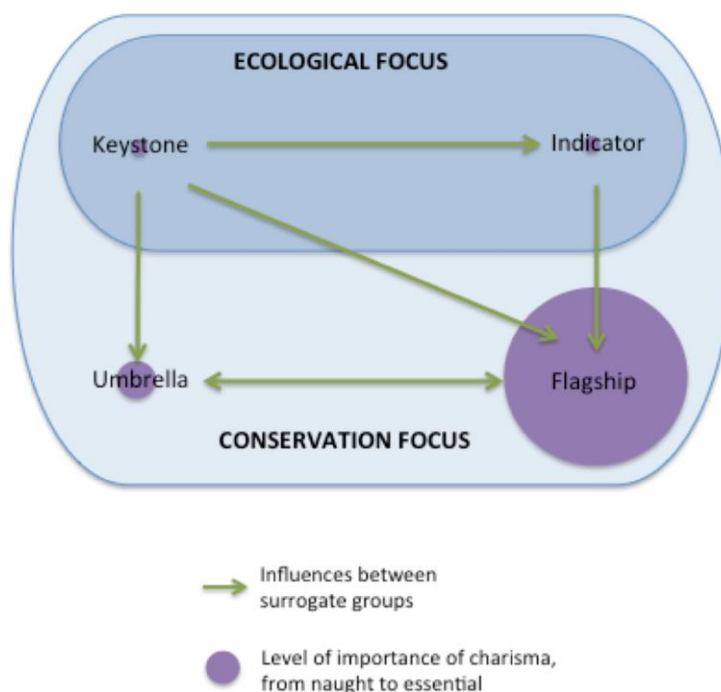 ECOLOGICAL FOCUS
Keystone
Indicator
Umbrella
Flagship
CONSERVATION FOCUS
Influences between
surrogate groups
Level of importance of charisma,
from naught to essential